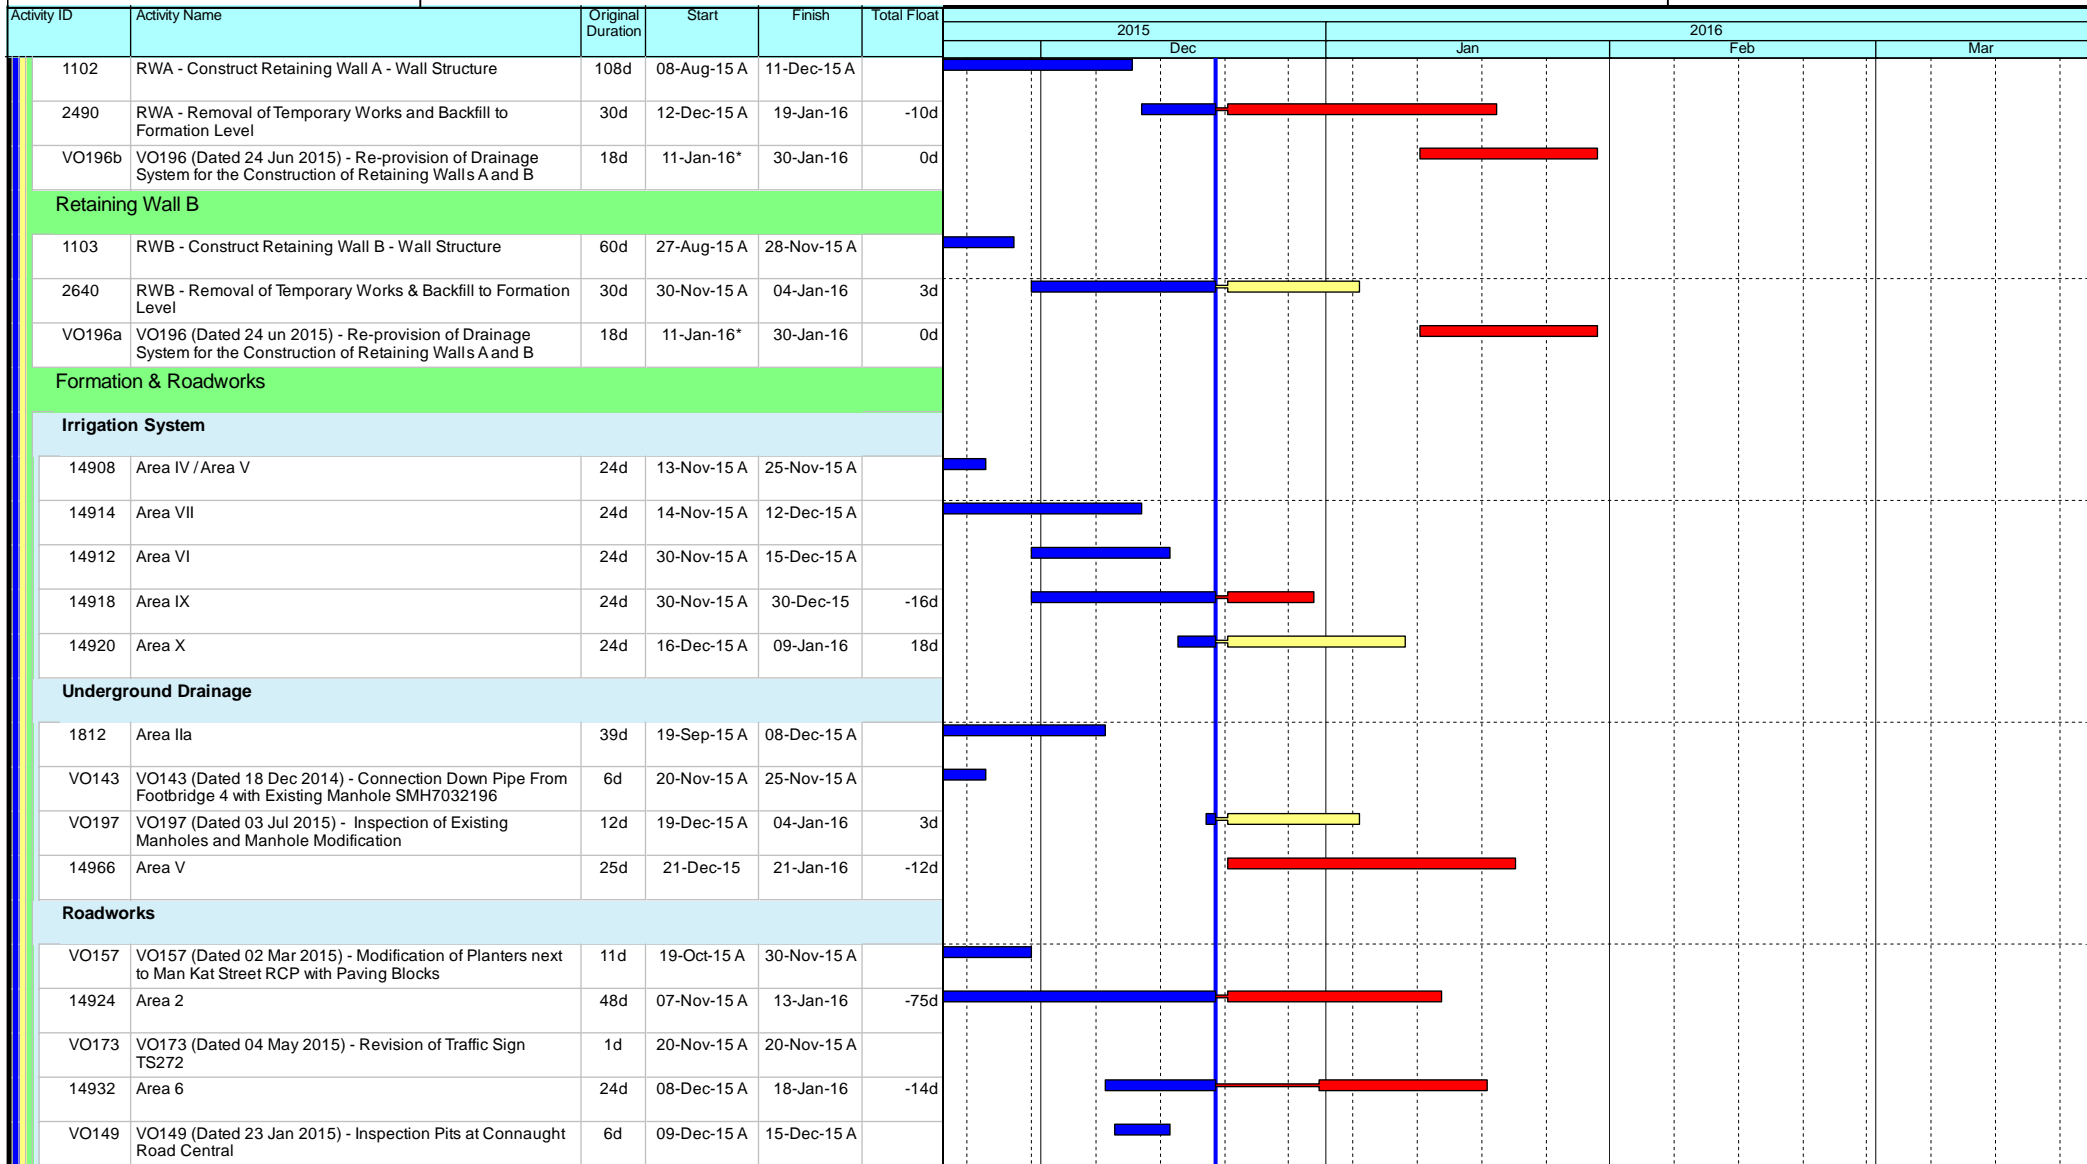 Activity ID Activity Name Original Duration Start Finish Total Float
2015 2016
Dec Jan Feb Mar
1102 RWA - Construct Retaining Wall A - Wall Structure 108d 08-Aug-15 A 11-Dec-15 A
2490 RWA - Removal of Temporary Works and Backfill to 30d 12-Dec-15 A 19-Jan-16 -10d
Formation Level
VO196b VO196 (Dated 24 Jun 2015) - Re-provision of Drainage 18d 11-Jan-16* 30-Jan-16 0d
System for the Construction of Retaining Walls A and B
Retaining Wall B
1103 RWB - Construct Retaining Wall B - Wall Structure 60d 27-Aug-15 A 28-Nov-15 A
2640 RWB - Removal of Temporary Works & Backfill to Formation 30d 30-Nov-15 A 04-Jan-16 3d
Level
VO196a VO196 (Dated 24 un 2015) - Re-provision of Drainage 18d 11-Jan-16* 30-Jan-16 0d
System for the Construction of Retaining Walls A and B
Formation & Roadworks
Irrigation System
14908 Area IV / Area V 24d 13-Nov-15 A 25-Nov-15 A
14914 Area VII 24d 14-Nov-15 A 12-Dec-15 A
14912 Area VI 24d 30-Nov-15 A 15-Dec-15 A
14918 Area IX 24d 30-Nov-15 A 30-Dec-15 -16d
14920 Area X 24d 16-Dec-15 A 09-Jan-16 18d
Underground Drainage
1812 Area IIa 39d 19-Sep-15 A 08-Dec-15 A
VO143 VO143 (Dated 18 Dec 2014) - Connection Down Pipe From 6d 20-Nov-15 A 25-Nov-15 A
Footbridge 4 with Existing Manhole SMH7032196
VO197 VO197 (Dated 03 Jul 2015) - Inspection of Existing 12d 19-Dec-15 A 04-Jan-16 3d
Manholes and Manhole Modification
14966 Area V 25d 21-Dec-15 21-Jan-16 -12d
Roadworks
VO157 VO157 (Dated 02 Mar 2015) - Modification of Planters next 11d 19-Oct-15 A 30-Nov-15 A
to Man Kat Street RCP with Paving Blocks
14924 Area 2 48d 07-Nov-15 A 13-Jan-16 -75d
VO173 VO173 (Dated 04 May 2015) - Revision of Traffic Sign 1d 20-Nov-15 A 20-Nov-15 A
TS272
14932 Area 6 24d 08-Dec-15 A 18-Jan-16 -14d
VO149 VO149 (Dated 23 Jan 2015) - Inspection Pits at Connaught 6d 09-Dec-15 A 15-Dec-15 A
Road Central